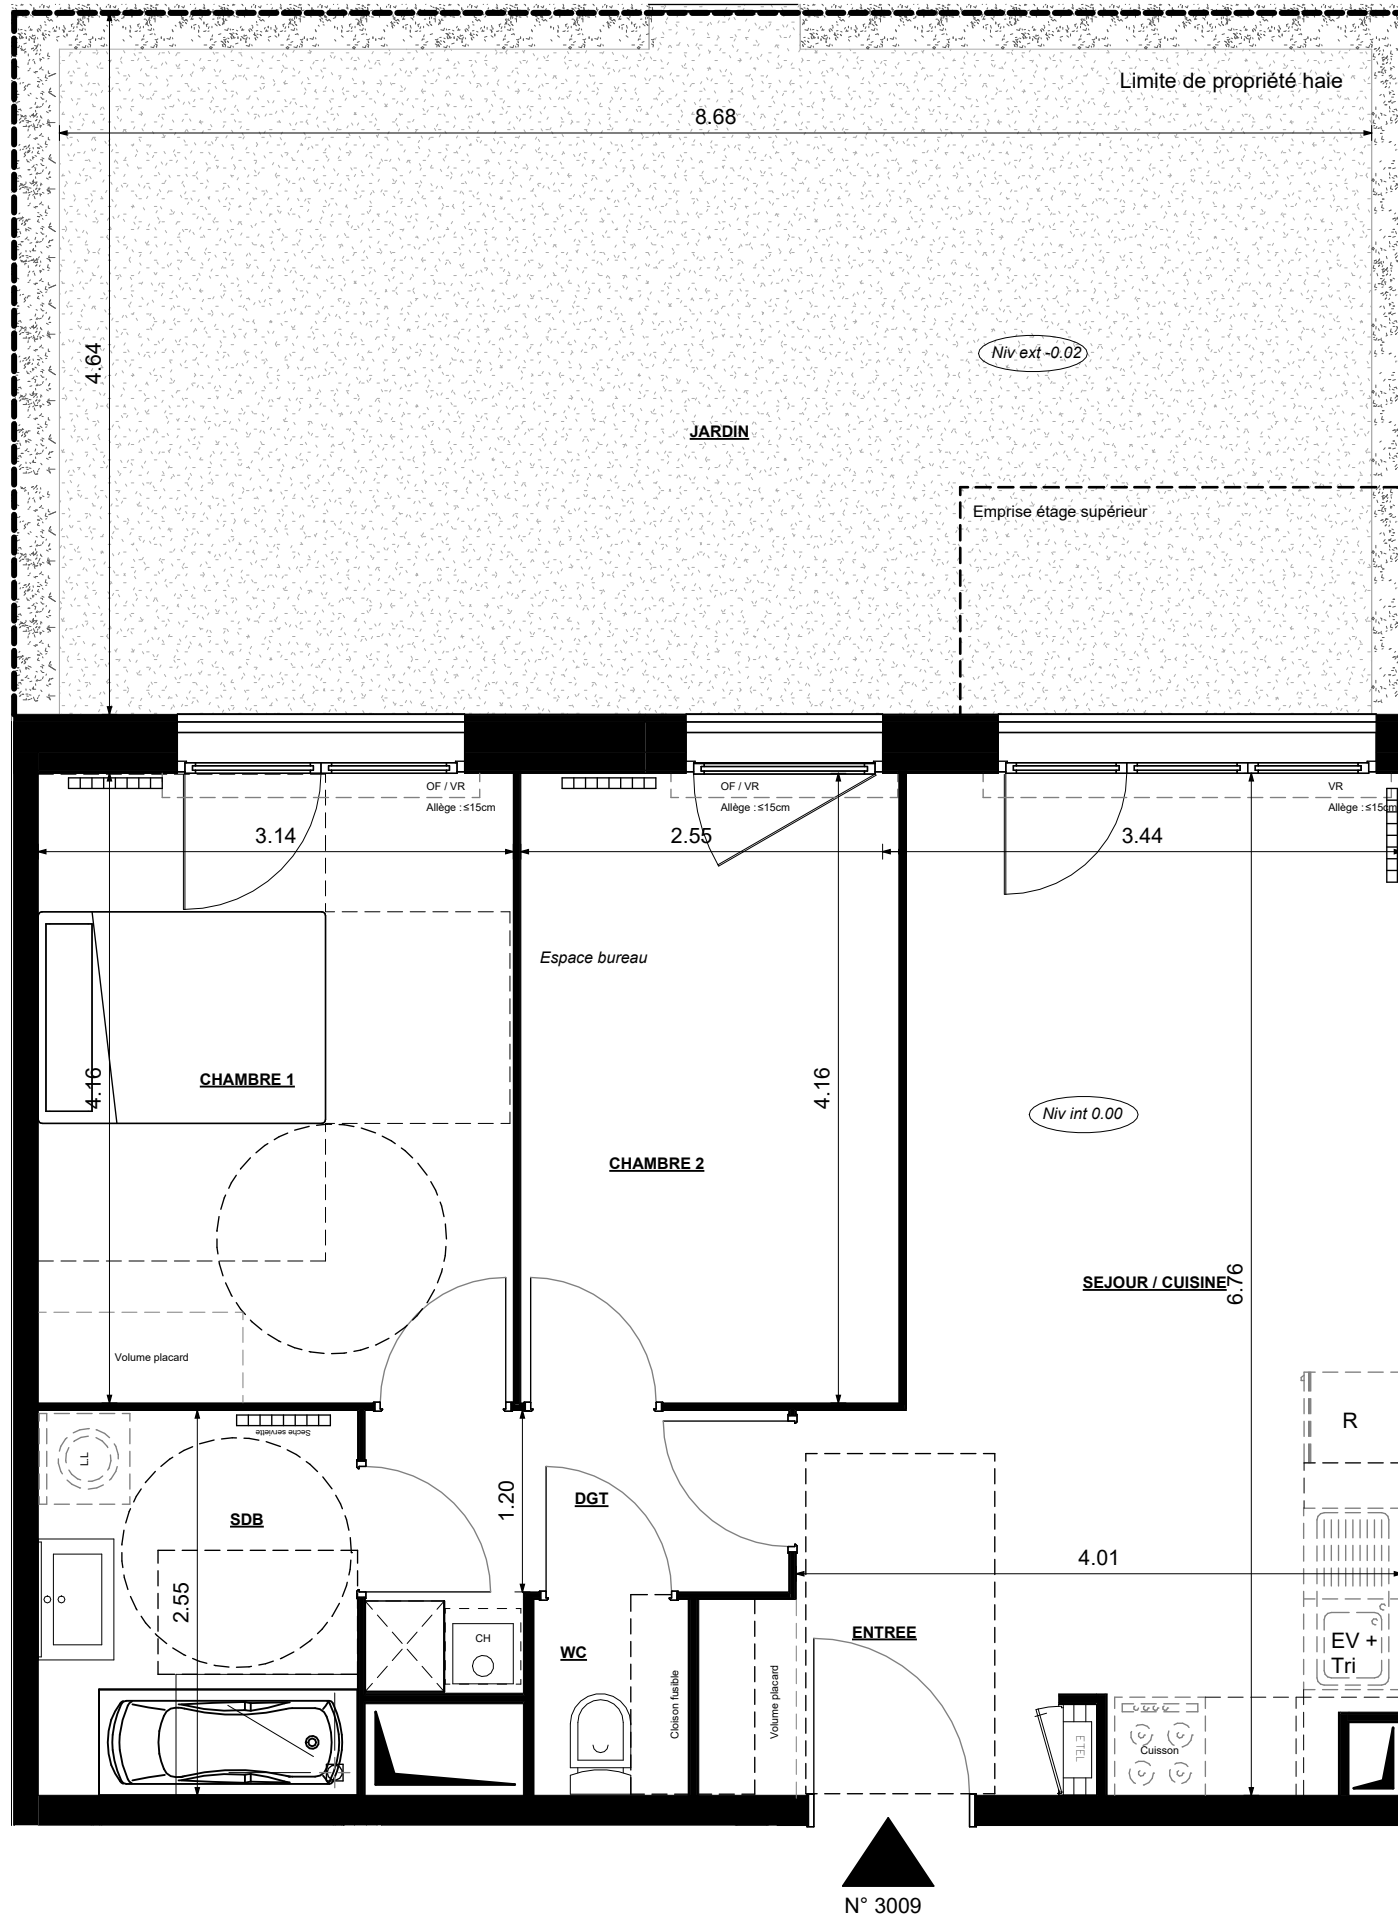 Limite de propriété haie
8.68
4.64
Niv ext -0.02
JARDIN
Emprise étage supérieur
OF / VR
Allège : ≤15cm
OF / VR
Allège : ≤15cm
VR
Allège : ≤15cm
3.14
2.55
3.44
Espace bureau
4.16
CHAMBRE 1
4.16
Niv int 0.00
CHAMBRE 2
SEJOUR / CUISINE
6.76
Volume placard
R
Sèche serviette
LL
SDB
1.20
DGT
4.01
2.55
CH
WC
ENTREE
EV +
Tri
Cloison fusible
Volume placard
ETEL
Cuisson
N° 3009